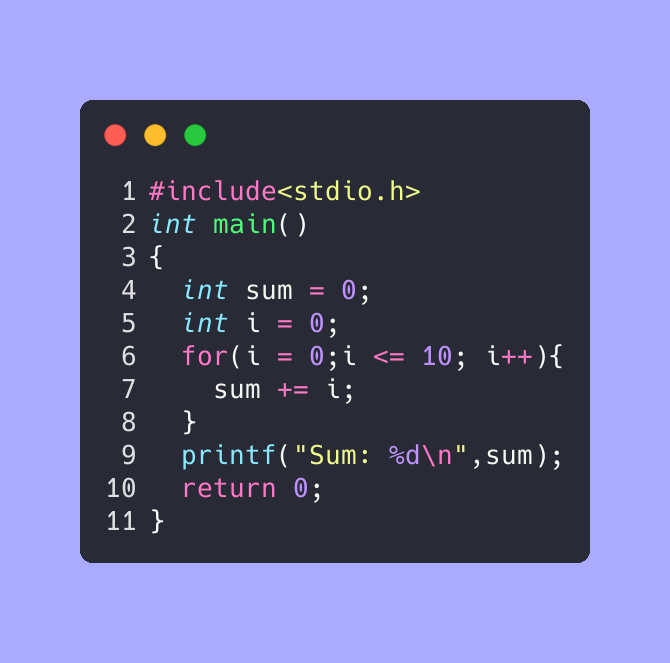 1 #include<stdio.h>
2 int main()
3 {
4   int sum = 0;
5   int i = 0;
6   for(i = 0;i <= 10; i++){
7     sum += i;
8   }
9   printf("Sum: %d\n",sum);
10   return 0;
11 }